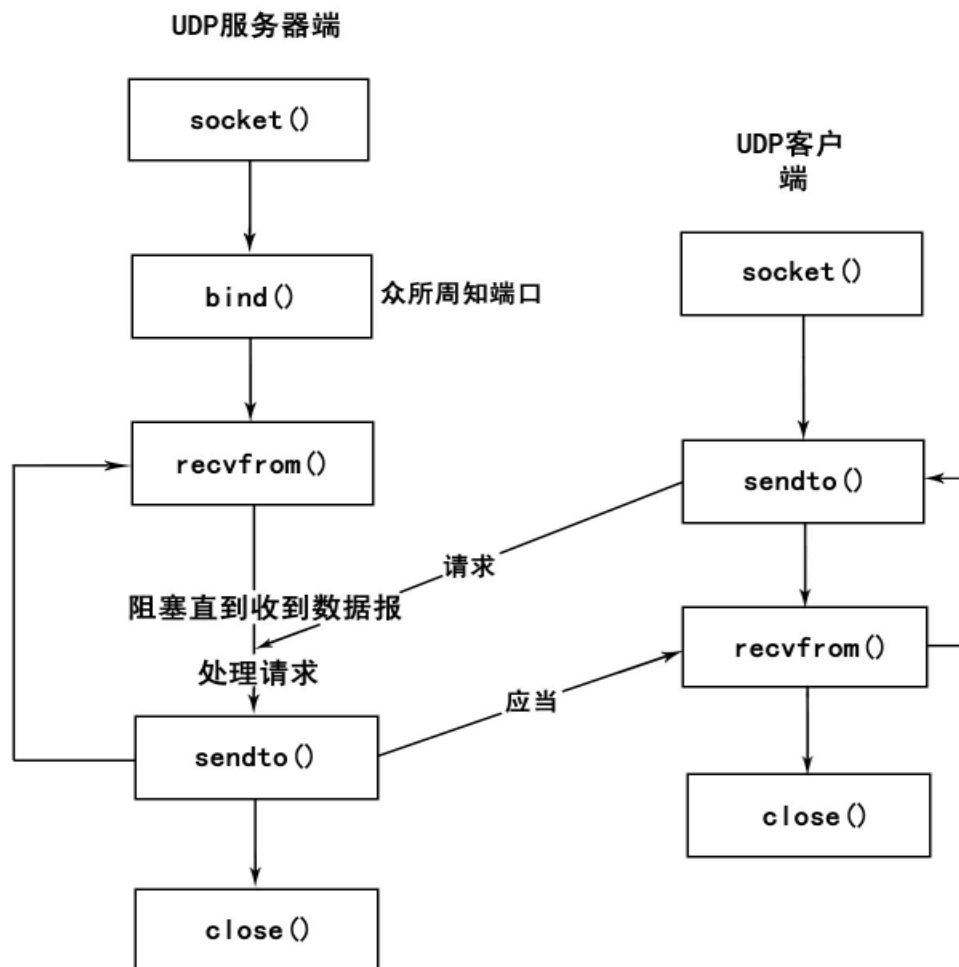 UDP服务器端
socket()
bind()
众所周知端口
recvfrom()
阻塞直到收到数据报
处理请求
sendto()
close()
请求
应当
UDP客户
端
socket()
sendto()
recvfrom()
close()